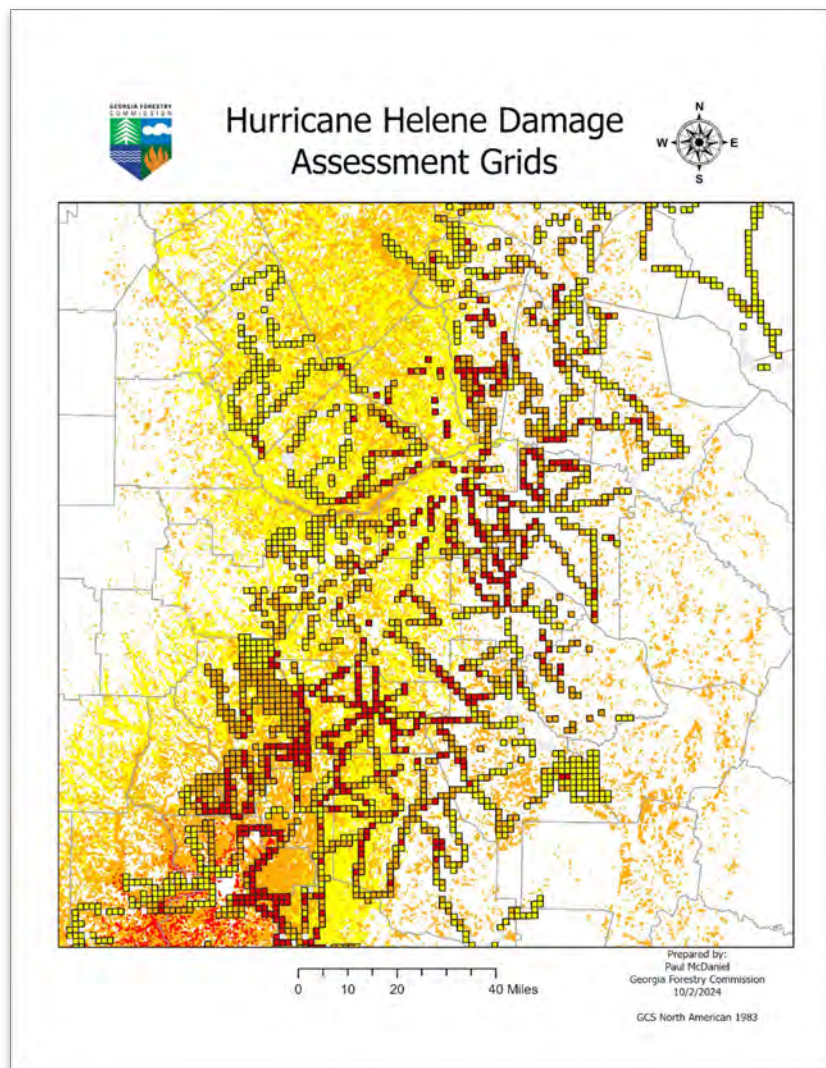 GEORGIA FORESTRY
COMMISSION
Hurricane Helene Damage
Assessment Grids
N
W
E
S
0
10
20
40 Miles
Prepared by:
Paul McDaniel
Georgia Forestry Commission
10/2/2024
GCS North American 1983